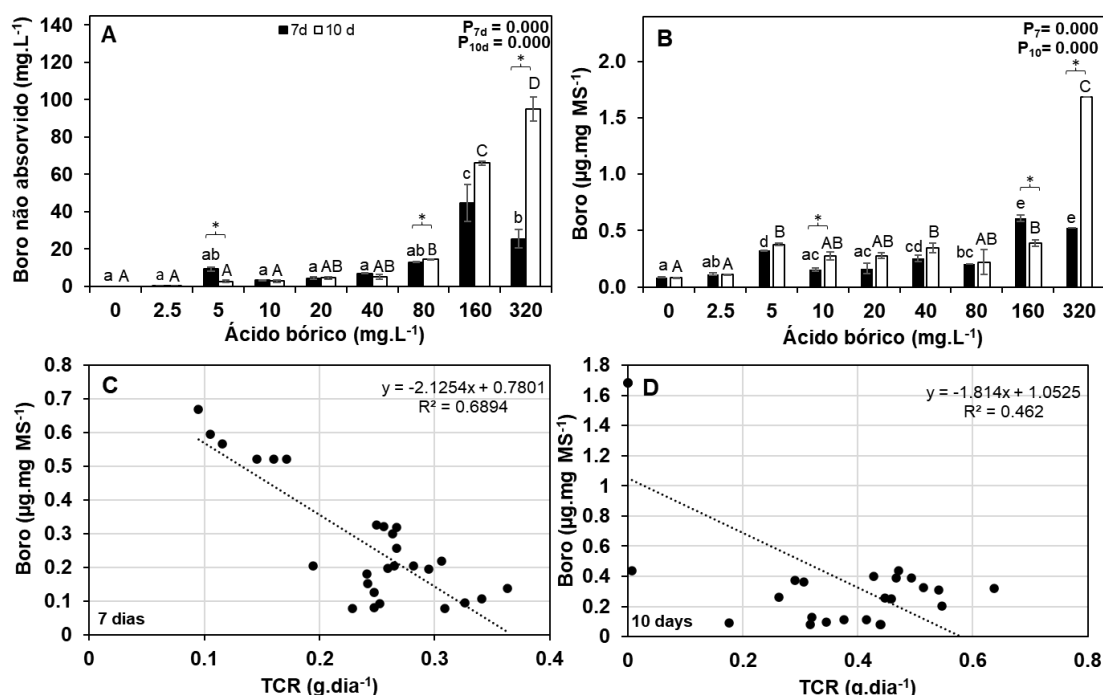 A
7d 10 d
P7d = 0.000
P10d = 0.000
Boro não absorvido (mg.L-1)
140
120
100
80
60
40
20
0
a A
ab A
a A
a AB
a AB
ab B
c C
b D
*
*
*
0 2.5 5 10 20 40 80 160 320
Ácido bórico (mg.L-1)
B
P7= 0.000
P10= 0.000
Boro (µg.mg MS-1)
2.0
1.5
1.0
0.5
0.0
a A
ab A
d B
ac AB
ac AB
cd B
bc AB
e B
e C
*
*
*
0 2.5 5 10 20 40 80 160 320
Ácido bórico (mg.L-1)
C
y = -2.1254x + 0.7801
R² = 0.6894
Boro (µg.mg MS-1)
0.8
0.7
0.6
0.5
0.4
0.3
0.2
0.1
0
7 dias
0 0.1 0.2 0.3 0.4
TCR (g.dia-1)
D
y = -1.814x + 1.0525
R² = 0.462
Boro (µg.mg MS-1)
1.8
1.6
1.4
1.2
1
0.8
0.6
0.4
0.2
0
10 days
0 0.2 0.4 0.6 0.8
TCR (g.dia-1)